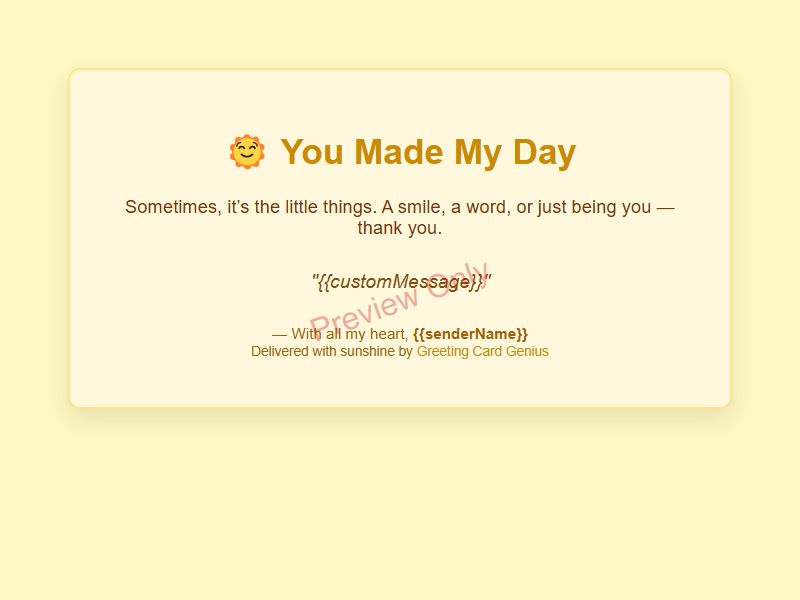 You Made My Day
Sometimes, it’s the little things. A smile, a word, or just being you —
thank you.
"{{customMessage}}"
Preview Only
— With all my heart, {{senderName}}
Delivered with sunshine by Greeting Card Genius